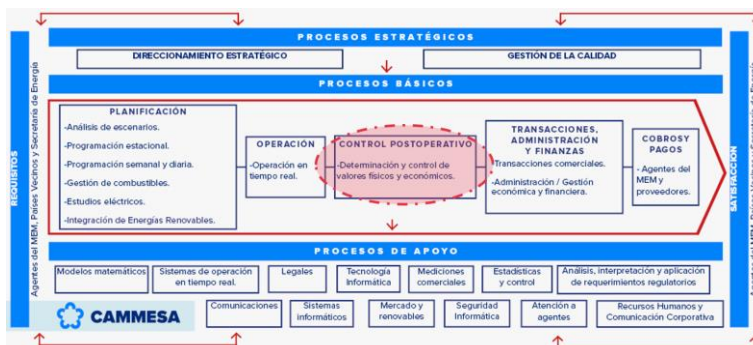 PROCESOS ESTRATÉGICOS
DIRECCIONAMIENTO ESTRATÉGICO
GESTIÓN DE LA CALIDAD
PROCESOS BÁSICOS
REQUISITOS
Agentes del MEM, Países Vecinos y Secretaria de Energía
PLANIFICACIÓN
-Análisis de escenarios.
-Programación estacional.
-Programación semanal y diaria.
-Gestión de combustibles.
-Estudios eléctricos.
-Integración de Energías Renovables.
OPERACIÓN
-Operación en
tiempo real.
CONTROL POSTOPERATIVO
-Determinación y control de
valores físicos y económicos.
TRANSACCIONES,
ADMINISTRACIÓN
Y FINANZAS
-Transacciones comerciales.
-Administración / Gestión
económica y financiera.
COBROS Y
PAGOS
- Agentes del
MEM y
proveedores.
SATISFACCIÓN
PROCESOS DE APOYO
Modelos matemáticos
Sistemas de operación
en tiempo real.
Legales
Tecnología
Informática
Mediciones
comerciales
Estadísticas
y control
Análisis, interpretación y aplicación
de requerimientos regulatorios
CAMMESA
Comunicaciones
Sistemas
informáticos
Mercado y
renovables
Seguridad
Informática
Atención a
agentes
Recursos Humanos y
Comunicación Corporativa